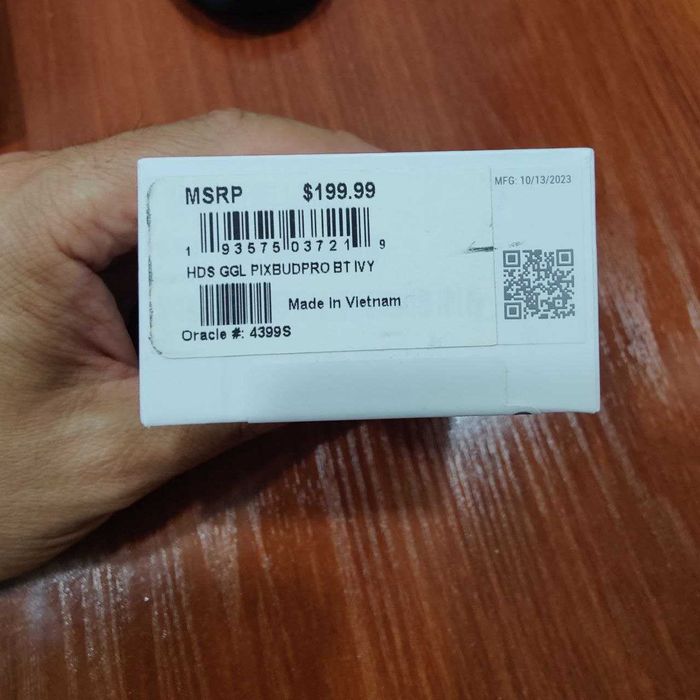 MSRP $199.99
MFG: 10/13/2023
1 93575 03721 9
HDS GGL PIXBUDPRO BT IVY
Made In Vietnam
Oracle #: 4399S